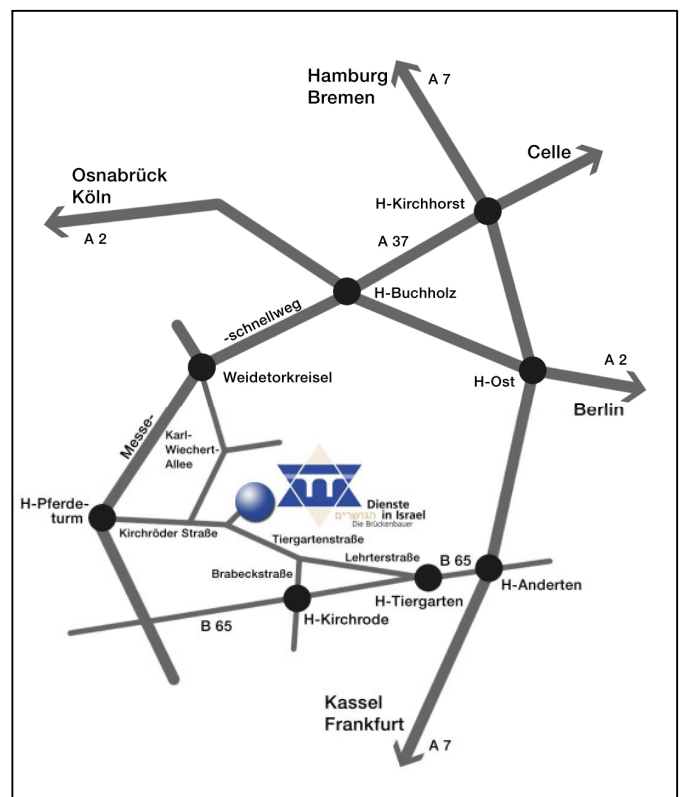 Hamburg
Bremen
A 7
Celle
Osnabrück
Köln
A 2
H-Kirchhorst
A 37
H-Buchholz
-schnellweg
Weidetorkreisel
A 2
H-Ost
Berlin
Messe-
Karl-
Wiechert-
Allee
H-Pferde-
turm
Kirchröder Straße
Dienste
in Israel
הגושרים
Die Brückenbauer
Tiergartenstraße
Lehrterstraße
B 65
Brabeckstraße
H-Anderten
H-Tiergarten
H-Kirchrode
B 65
Kassel
Frankfurt
A 7